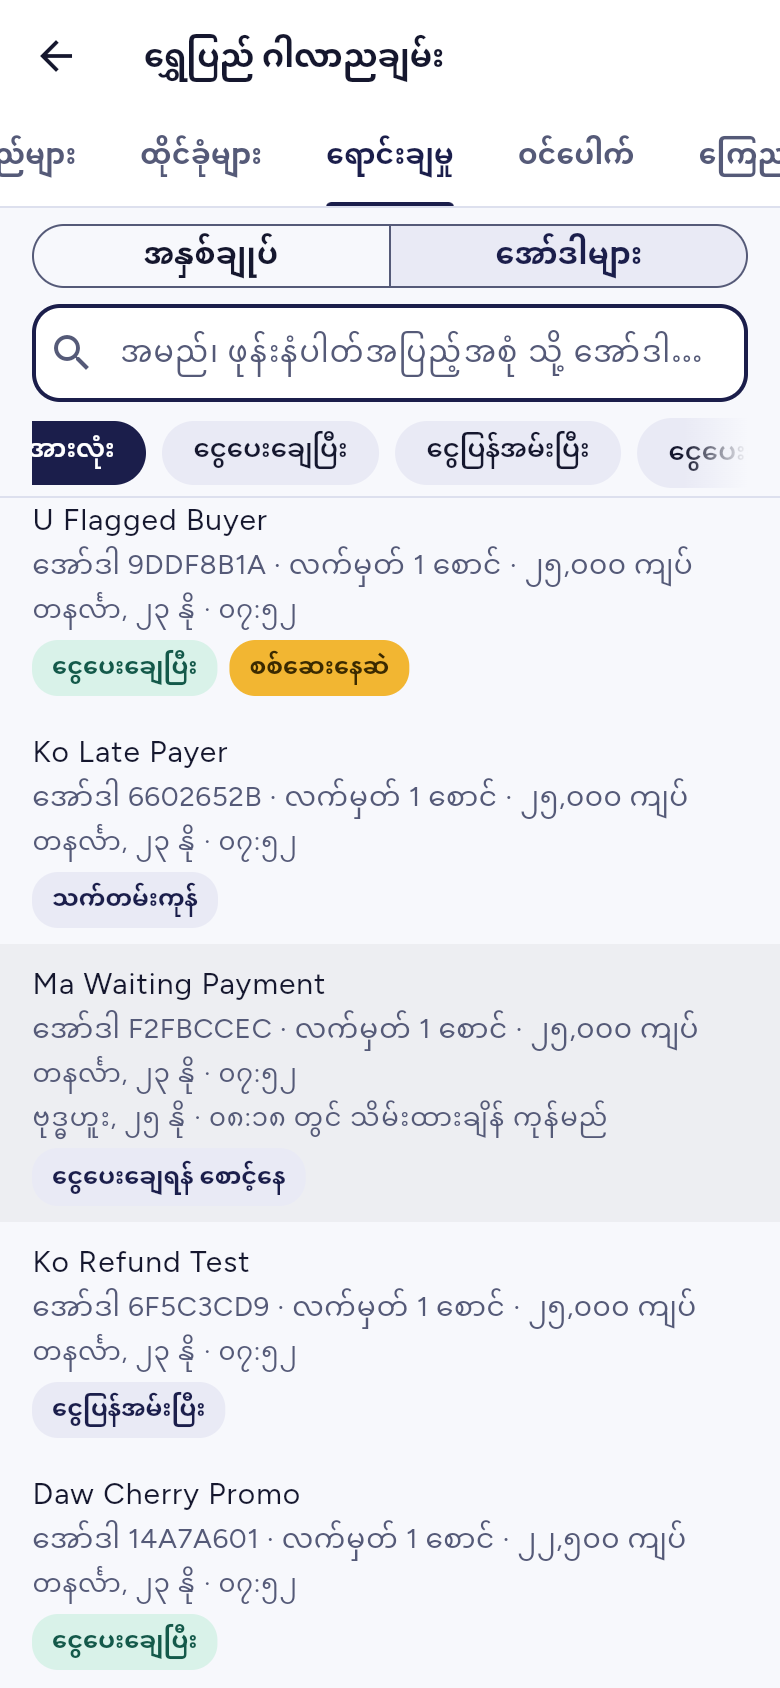 ရွှေပြည် ဂါလာညချမ်း
ည်များ ထိုင်ခုံများ ရောင်းချမှု ဝင်ပေါက် ကြေည
အနှစ်ချုပ် အော်ဒါများ
အမည်၊ ဖုန်းနံပါတ်အပြည့်အစုံ သို့ အော်ဒါ...
အားလုံး ငွေပေးချေပြီး ငွေပြန်အမ်းပြီး ငွေပေး
U Flagged Buyer
အော်ဒါ 9DDF8B1A · လက်မှတ် 1 စောင် · ၂၅,၀၀၀ ကျပ်
တနင်္လာ, ၂၃ နို · ၀၇:၅၂
ငွေပေးချေပြီး စစ်ဆေးနေဆဲ
Ko Late Payer
အော်ဒါ 6602652B · လက်မှတ် 1 စောင် · ၂၅,၀၀၀ ကျပ်
တနင်္လာ, ၂၃ နို · ၀၇:၅၂
သက်တမ်းကုန်
Ma Waiting Payment
အော်ဒါ F2FBCCEC · လက်မှတ် 1 စောင် · ၂၅,၀၀၀ ကျပ်
တနင်္လာ, ၂၃ နို · ၀၇:၅၂
ဗုဒ္ဓဟူး, ၂၅ နို · ၀၈:၁၈ တွင် သိမ်းထားချိန် ကုန်မည်
ငွေပေးချေရန် စောင့်နေ
Ko Refund Test
အော်ဒါ 6F5C3CD9 · လက်မှတ် 1 စောင် · ၂၅,၀၀၀ ကျပ်
တနင်္လာ, ၂၃ နို · ၀၇:၅၂
ငွေပြန်အမ်းပြီး
Daw Cherry Promo
အော်ဒါ 14A7A601 · လက်မှတ် 1 စောင် · ၂၂,၅၀၀ ကျပ်
တနင်္လာ, ၂၃ နို · ၀၇:၅၂
ငွေပေးချေပြီး